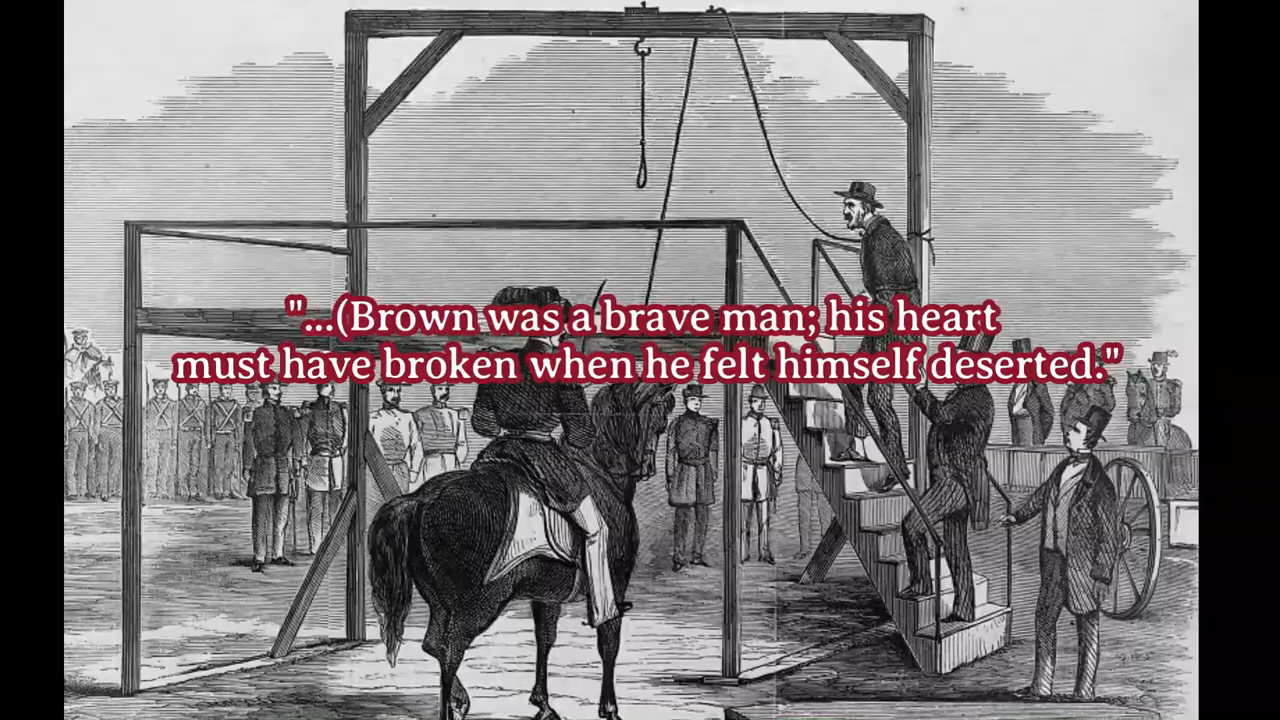 "...(Brown was a brave man; his heart
must have broken when he felt himself deserted."